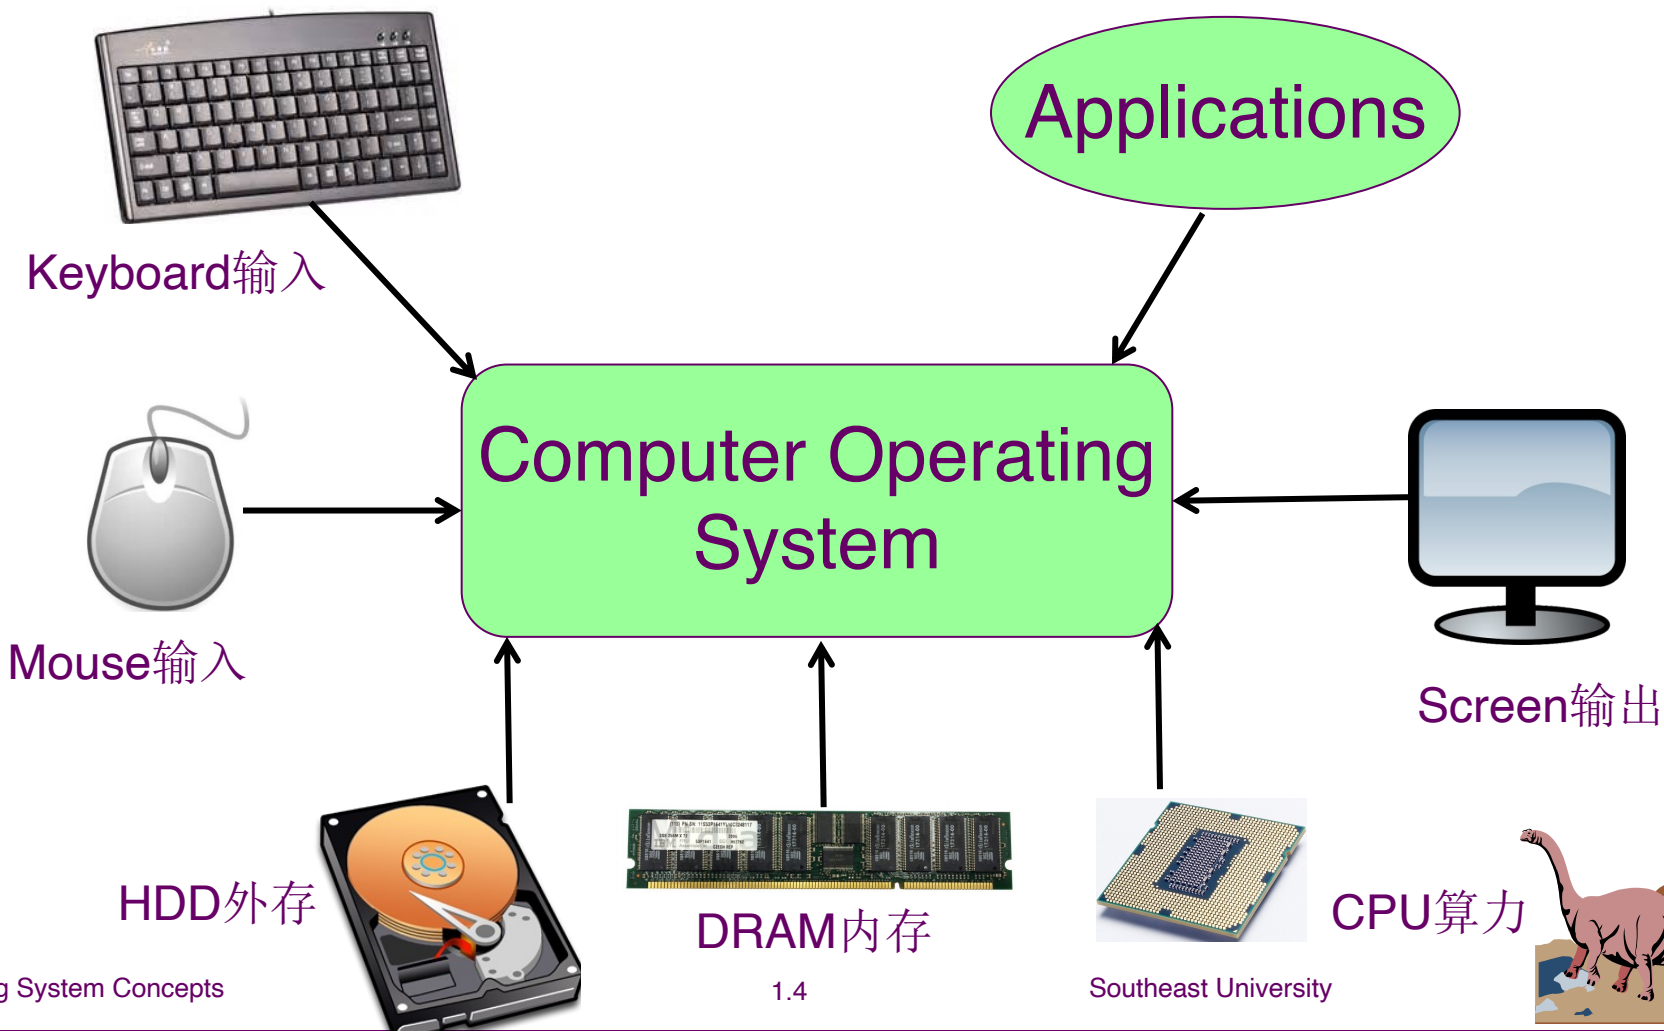 Applications
Keyboard输入
Computer Operating
System
Mouse输入
Screen输出
HDD外存
DRAM内存
CPU算力
g System Concepts
1.4
Southeast University